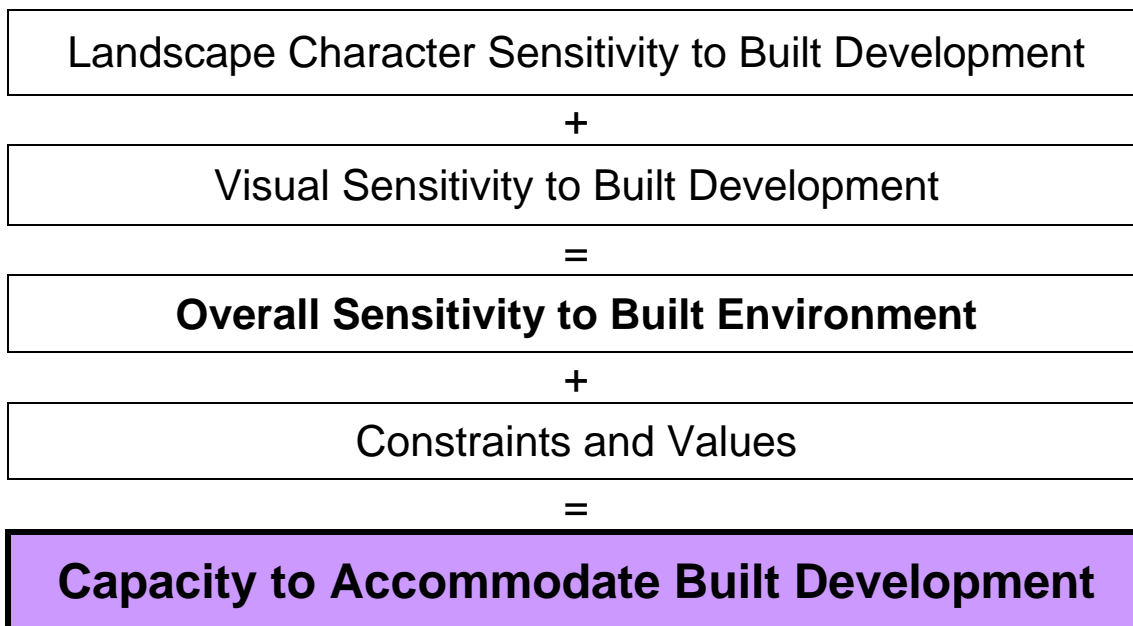 Landscape Character Sensitivity to Built Development
+
Visual Sensitivity to Built Development
=
Overall Sensitivity to Built Environment
+
Constraints and Values
=
Capacity to Accommodate Built Development